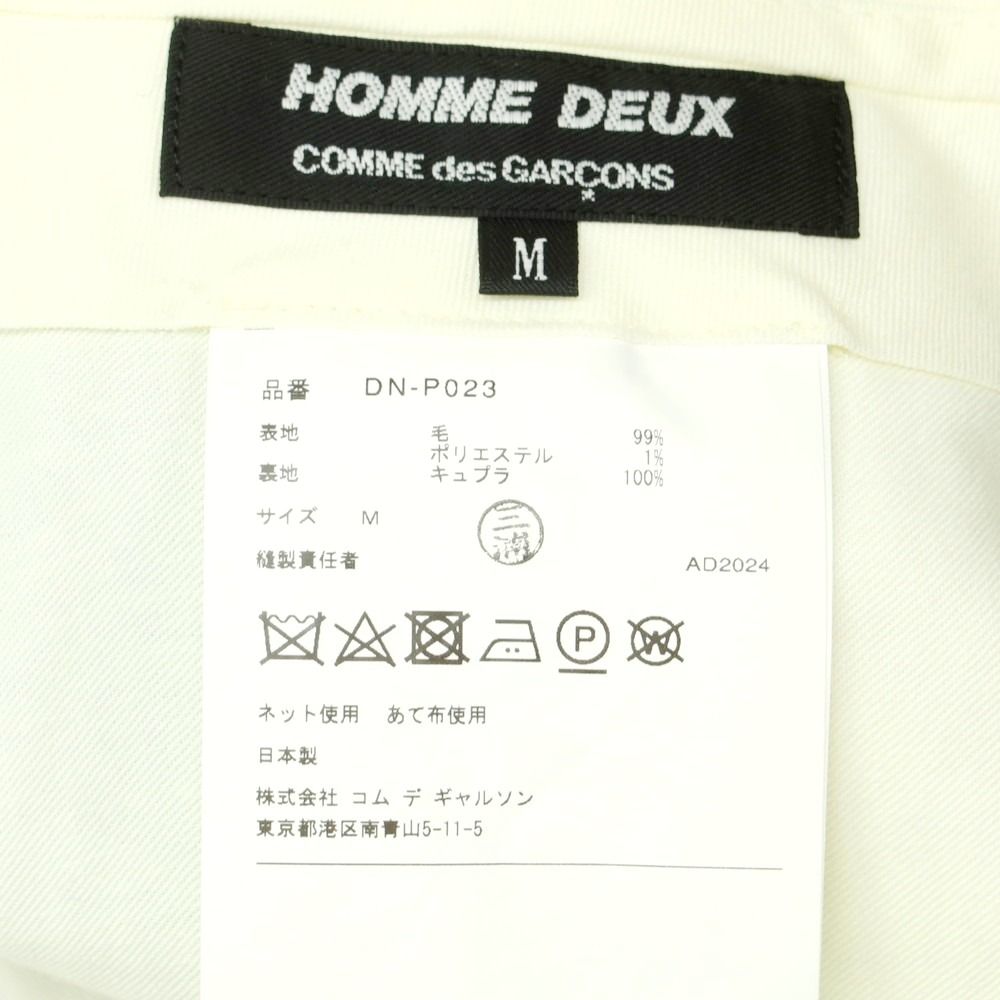 HOMME DEUX
COMME des GARÇONS
M
品番 DN-P023
表地 毛 99%
ポリエステル 1%
裏地 キュプラ 100%
サイズ M
三浦
縫製責任者 AD2024
P W
ネット使用 あて布使用
日本製
株式会社 コム デ ギャルソン
東京都港区南青山5-11-5